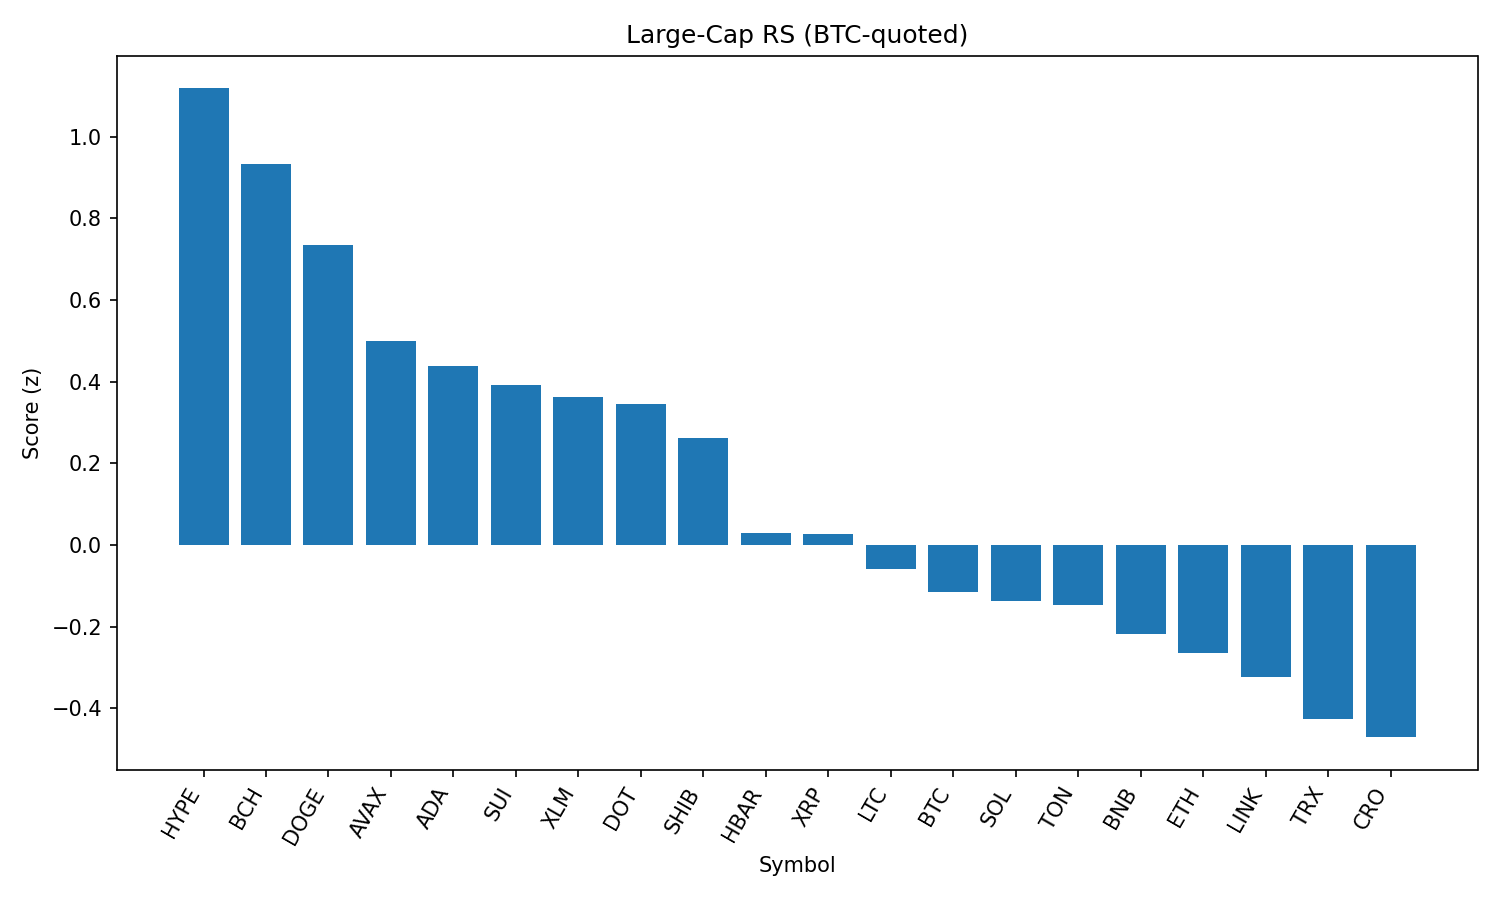 Large-Cap RS (BTC-quoted)
Score (z)
1.0
0.8
0.6
0.4
0.2
0.0
−0.2
−0.4
HYPE BCH DOGE AVAX ADA SUI XLM DOT SHIB HBAR XRP LTC BTC SOL TON BNB ETH LINK TRX CRO
Symbol